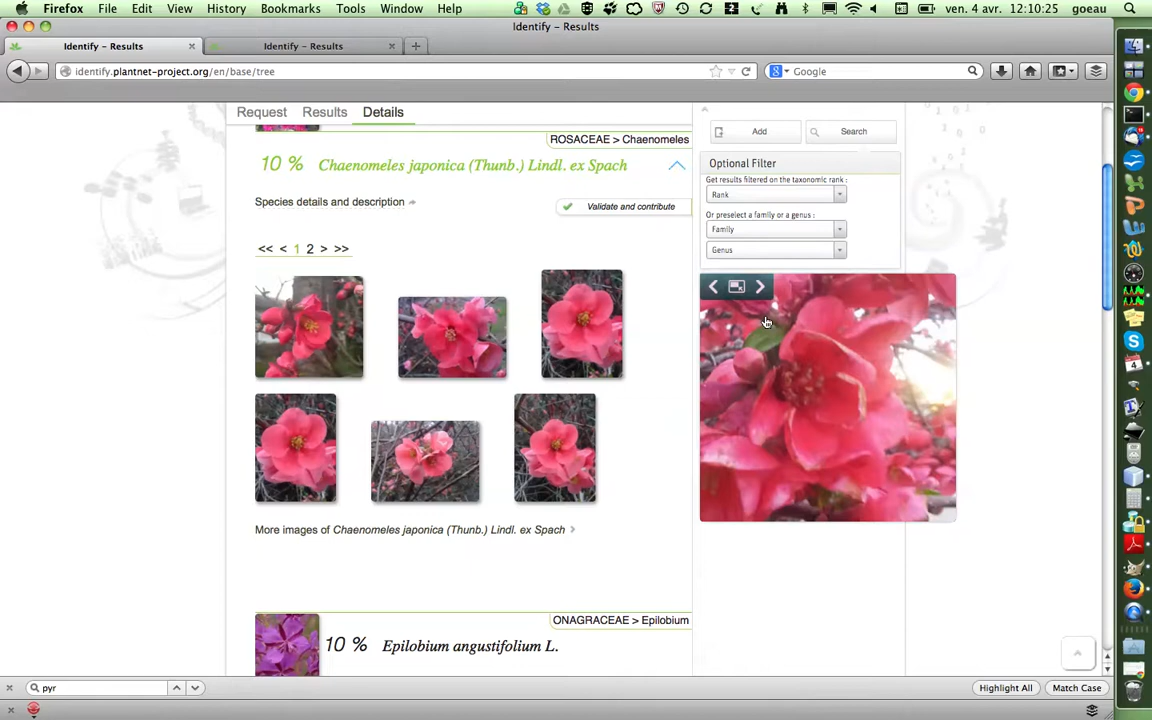 Firefox File Edit View History Bookmarks Tools Window Help ven. 4 avr. 12:10:25 goeau
Identify – Results
Identify – Results Identify – Results
identify.plantnet-project.org/en/base/tree Google
Request Results Details
Add Search
ROSACEAE > Chaenomeles
10 % Chaenomeles japonica (Thunb.) Lindl. ex Spach
Optional Filter
Get results filtered on the taxonomic rank :
Rank
Species details and description
Validate and contribute
Or preselect a family or a genus :
Family
Genus
<< < 1 2 > >>
More images of Chaenomeles japonica (Thunb.) Lindl. ex Spach
ONAGRACEAE > Epilobium
10 % Epilobium angustifolium L.
pyr Highlight All Match Case